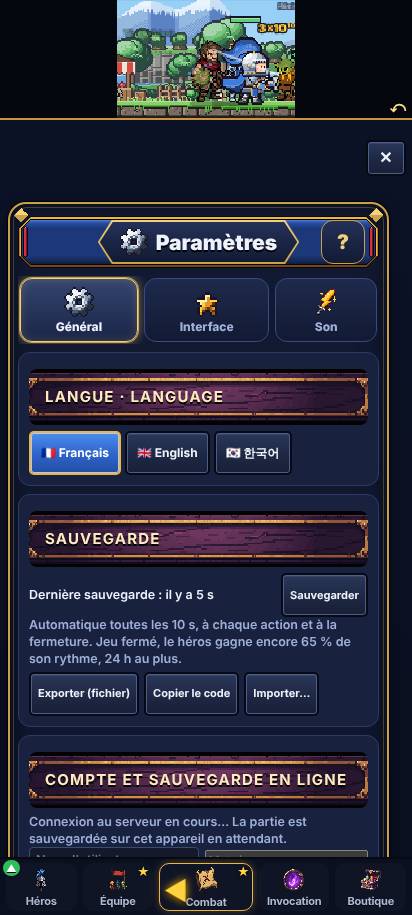 3×10¹⁰
×
Paramètres
?
Général
Interface
Son
LANGUE · LANGUAGE
🇫🇷 Français
🇬🇧 English
🇰🇷 한국어
SAUVEGARDE
Dernière sauvegarde : il y a 5 s
Sauvegarder
Automatique toutes les 10 s, à chaque action et à la
fermeture. Jeu fermé, le héros gagne encore 65 % de
son rythme, 24 h au plus.
Exporter (fichier)
Copier le code
Importer...
COMPTE ET SAUVEGARDE EN LIGNE
Connexion au serveur en cours... La partie est
sauvegardée sur cet appareil en attendant.
Héros
Équipe
Combat
Invocation
Boutique